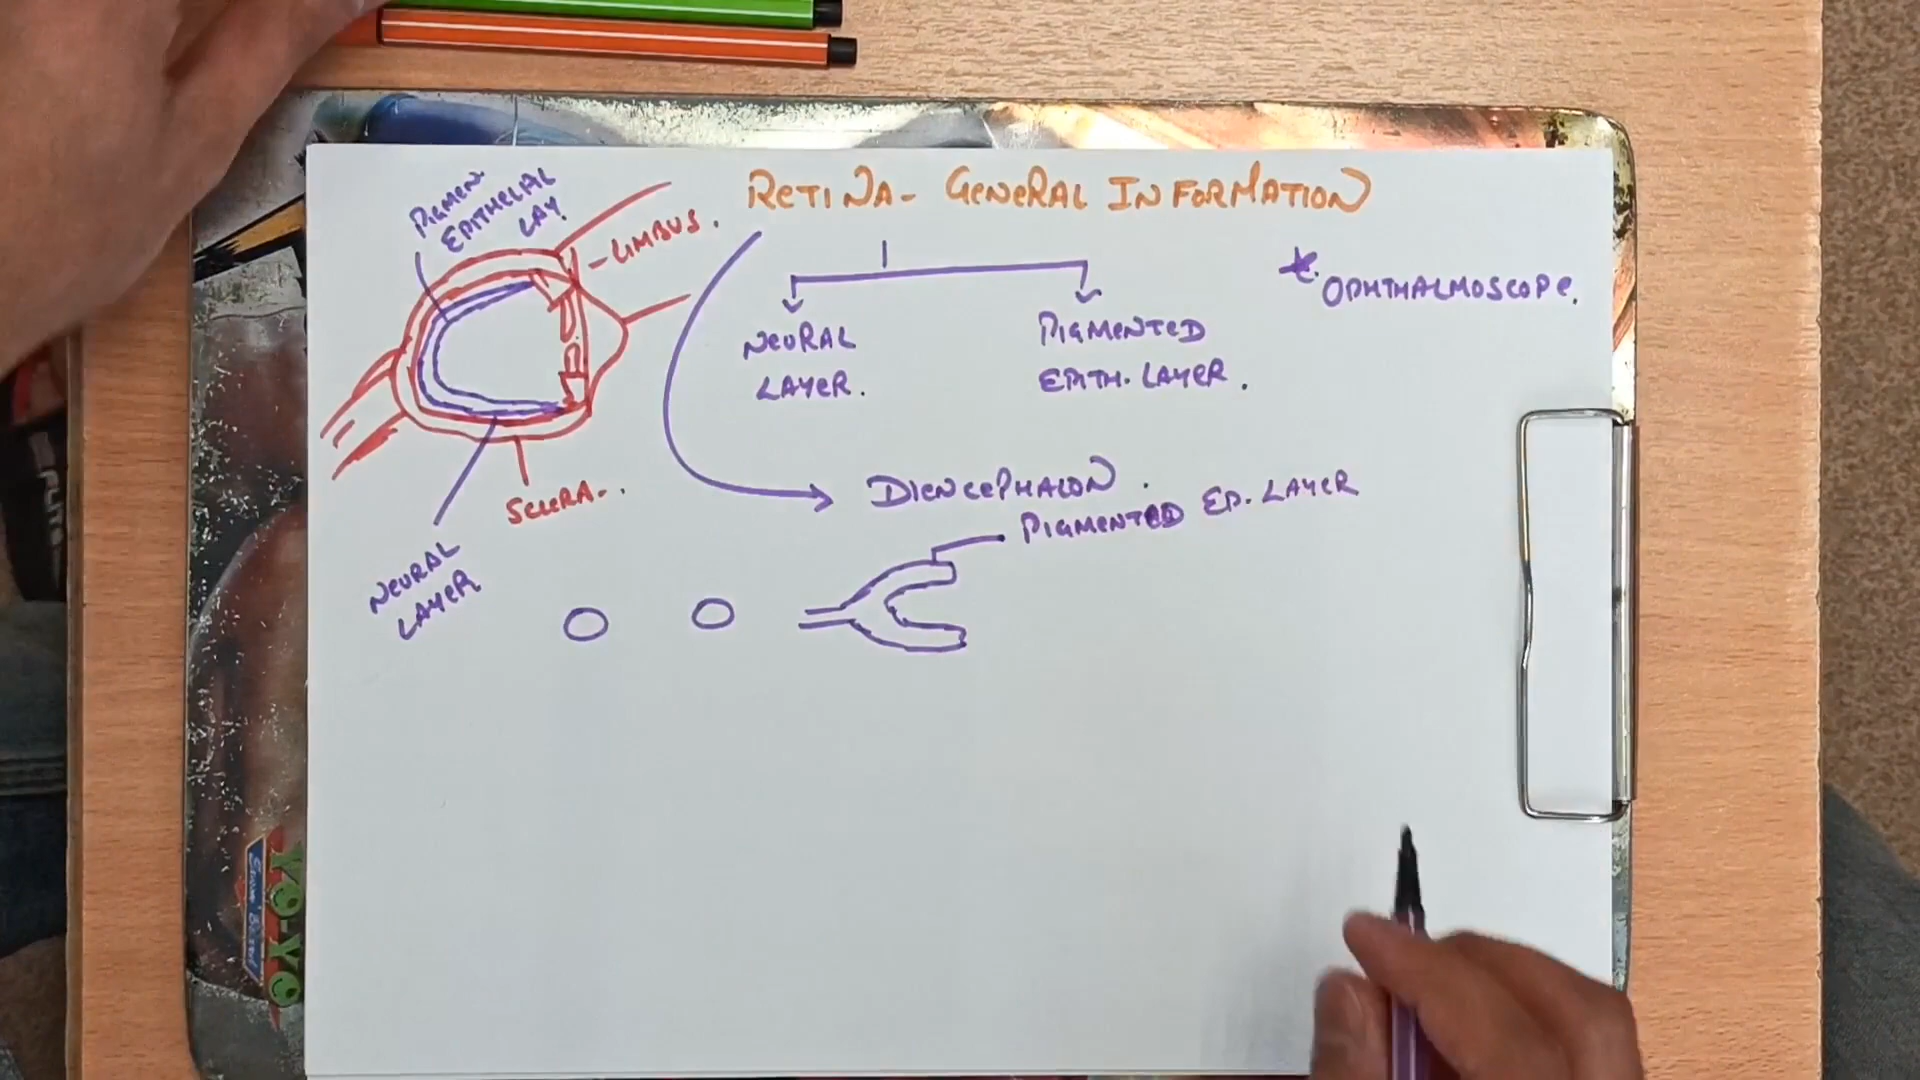 RETINA - GENERAL INFORMATION
PIGMEN.
EPITHELIAL
LAY.
- LIMBUS.
OPHTHALMOSCOPE.
NEURAL
LAYER.
PIGMENTED
EPITH. LAYER.
DIENCEPHALON.
PIGMENTED EP. LAYER
SCLERA-.
NEURAL
LAYER
YO-YO